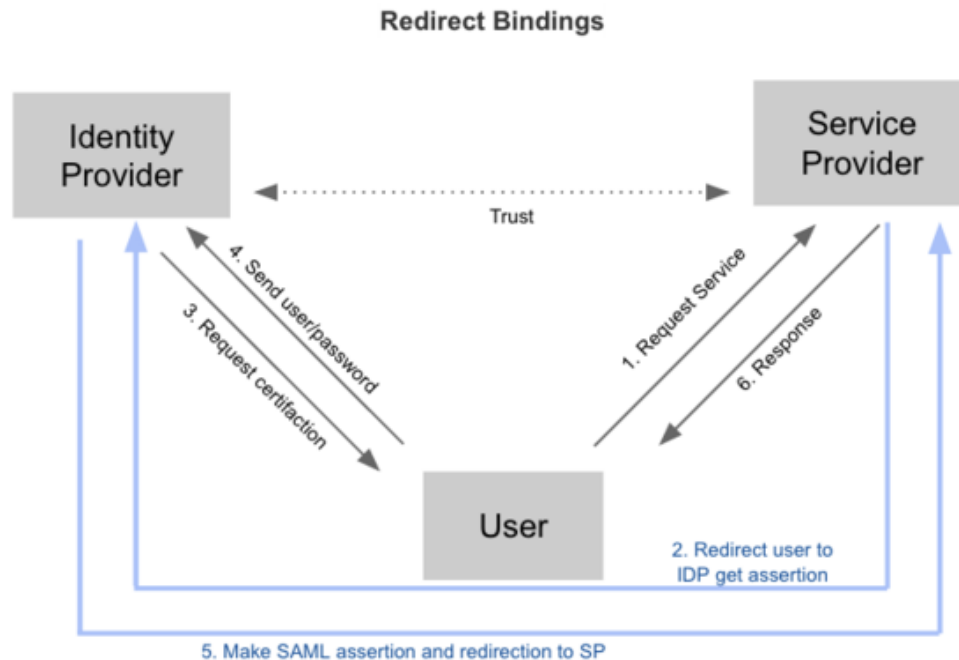 Redirect Bindings
Identity
Provider
Service
Provider
Trust
4. Send user/password
3. Request certifaction
1. Request Service
6. Response
User
2. Redirect user to
IDP get assertion
5. Make SAML assertion and redirection to SP